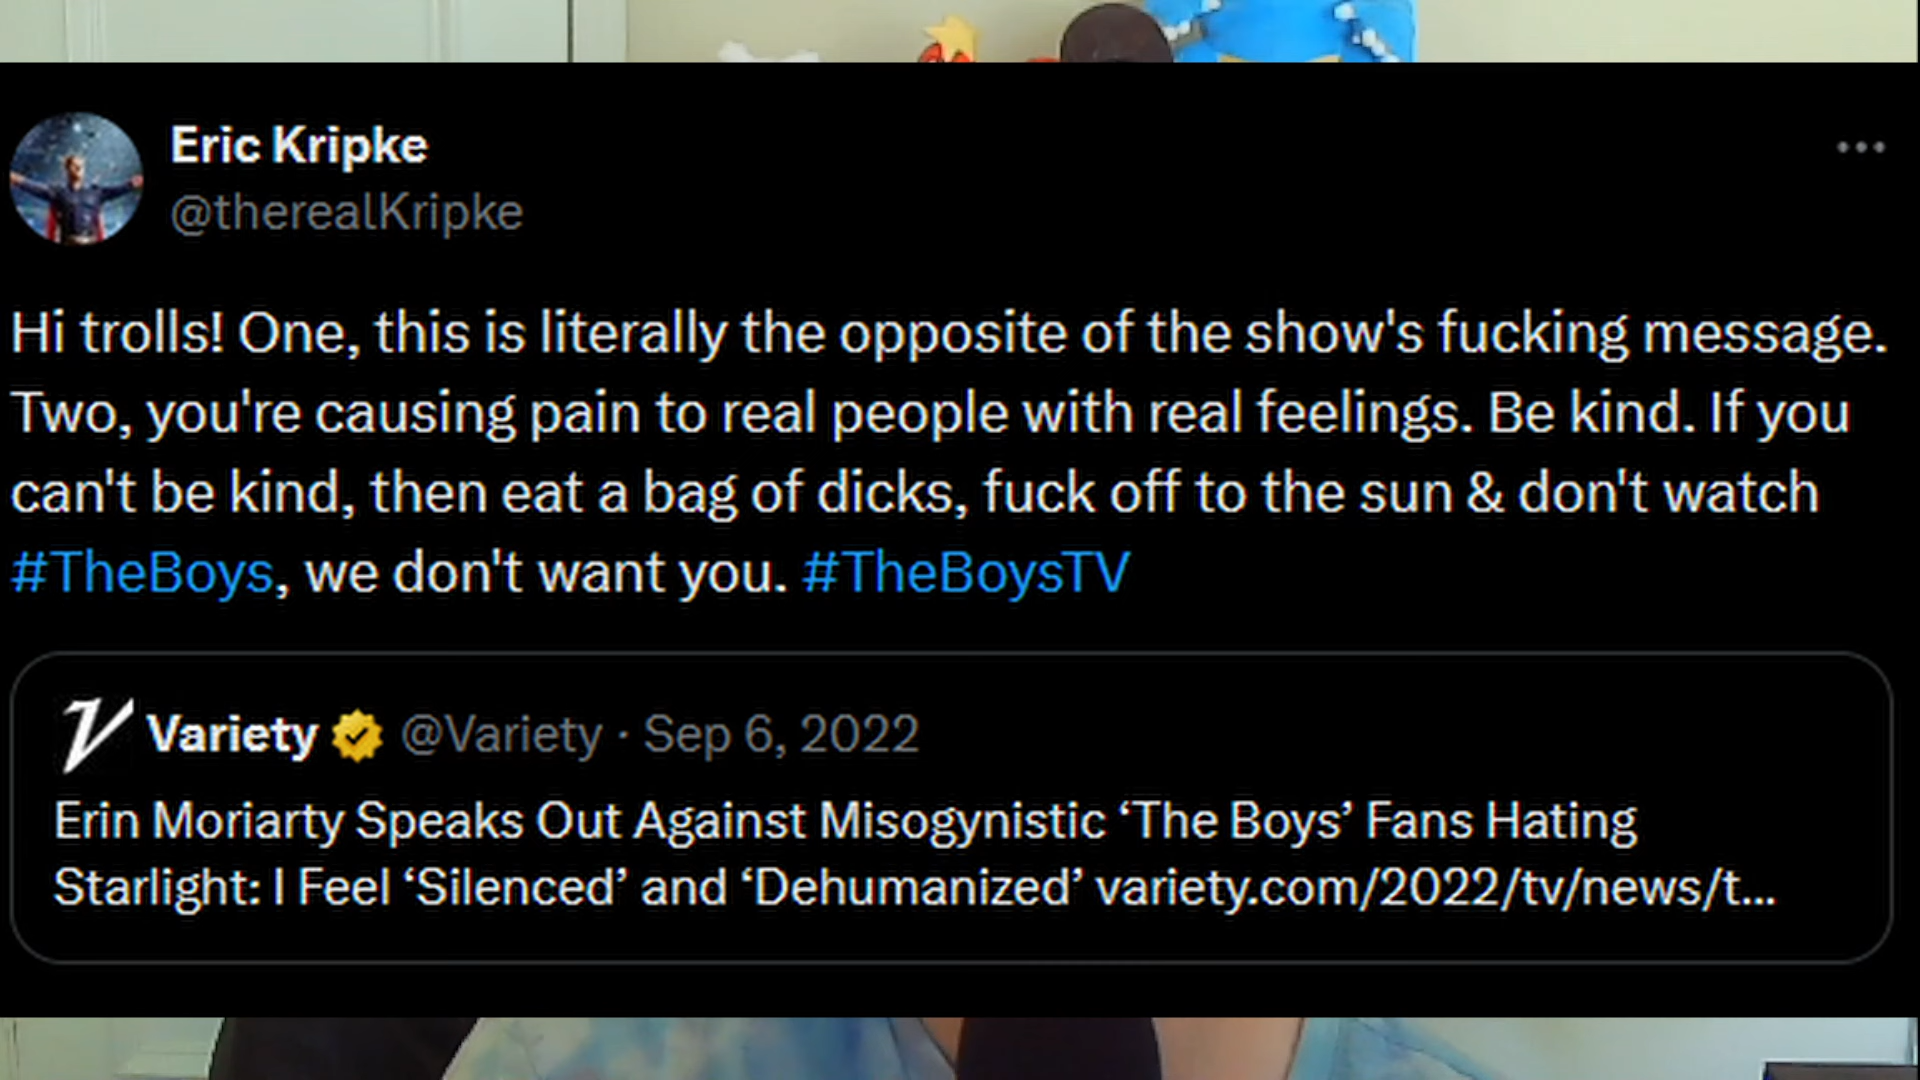 Eric Kripke
@therealKripke
Hi trolls! One, this is literally the opposite of the show's fucking message.
Two, you're causing pain to real people with real feelings. Be kind. If you
can't be kind, then eat a bag of dicks, fuck off to the sun & don't watch
#TheBoys, we don't want you. #TheBoysTV
Variety @Variety · Sep 6, 2022
Erin Moriarty Speaks Out Against Misogynistic ‘The Boys’ Fans Hating
Starlight: I Feel ‘Silenced’ and ‘Dehumanized’ variety.com/2022/tv/news/t...